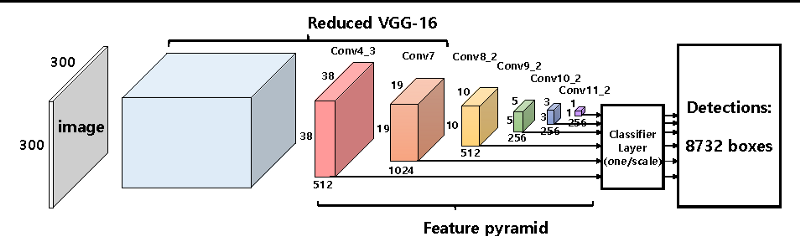 Reduced VGG-16
300
300
image
Conv4_3
38
38
512
Conv7
19
19
1024
Conv8_2
10
10
512
Conv9_2
5
5
256
Conv10_2
3
3
256
Conv11_2
1
1
256
Classifier
Layer
(one/scale)
Detections:
8732 boxes
Feature pyramid